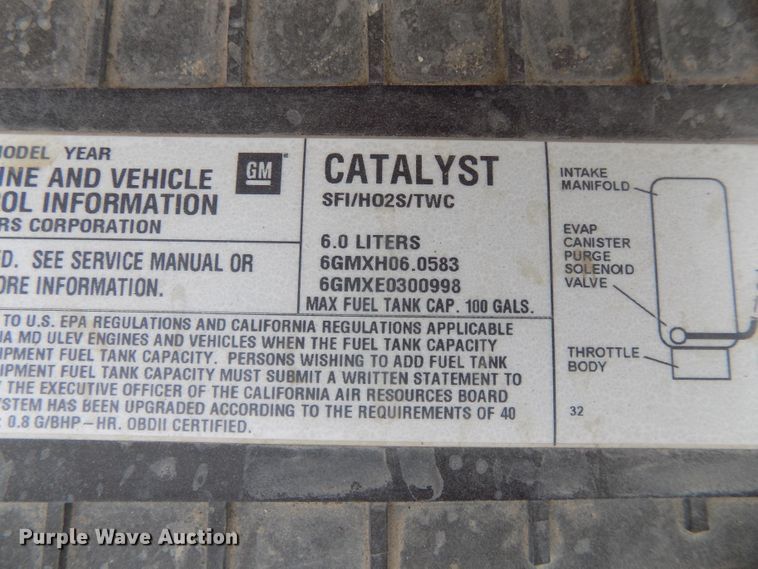 MODEL YEAR
GM
INE AND VEHICLE
OL INFORMATION
RS CORPORATION
ED. SEE SERVICE MANUAL OR
ORE INFORMATION.
CATALYST
SFI/HO2S/TWC
6.0 LITERS
6GMXH06.0583
6GMXE0300998
MAX FUEL TANK CAP. 100 GALS.
TO U.S. EPA REGULATIONS AND CALIFORNIA REGULATIONS APPLICABLE
IA MD ULEV ENGINES AND VEHICLES WHEN THE FUEL TANK CAPACITY
IPMENT FUEL TANK CAPACITY. PERSONS WISHING TO ADD FUEL TANK
IPMENT FUEL TANK CAPACITY MUST SUBMIT A WRITTEN STATEMENT TO
Y THE EXECUTIVE OFFICER OF THE CALIFORNIA AIR RESOURCES BOARD
SYSTEM HAS BEEN UPGRADED ACCORDING TO THE REQUIREMENTS OF 40
: 0.8 G/BHP-HR. OBDII CERTIFIED.
INTAKE
MANIFOLD
EVAP
CANISTER
PURGE
SOLENOID
VALVE
THROTTLE
BODY
32
Purple Wave Auction